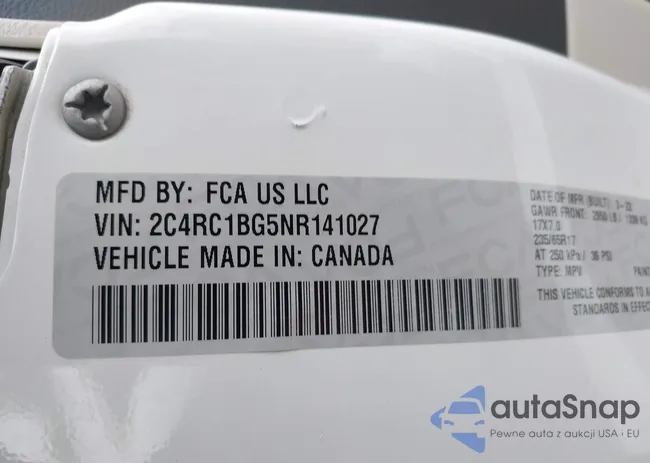 MFD BY: FCA US LLC
VIN: 2C4RC1BG5NR141027
VEHICLE MADE IN: CANADA
DATE OF MFR (BUILT)
GAWR FRONT:
17X7.0
235/65R17
AT 250 kPa / 36 PSI
TYPE: MPV PAINT
THIS VEHICLE CONFORMS TO A
STANDARDS IN EFFECT
autaSnap
Pewne auta z aukcji USA i EU